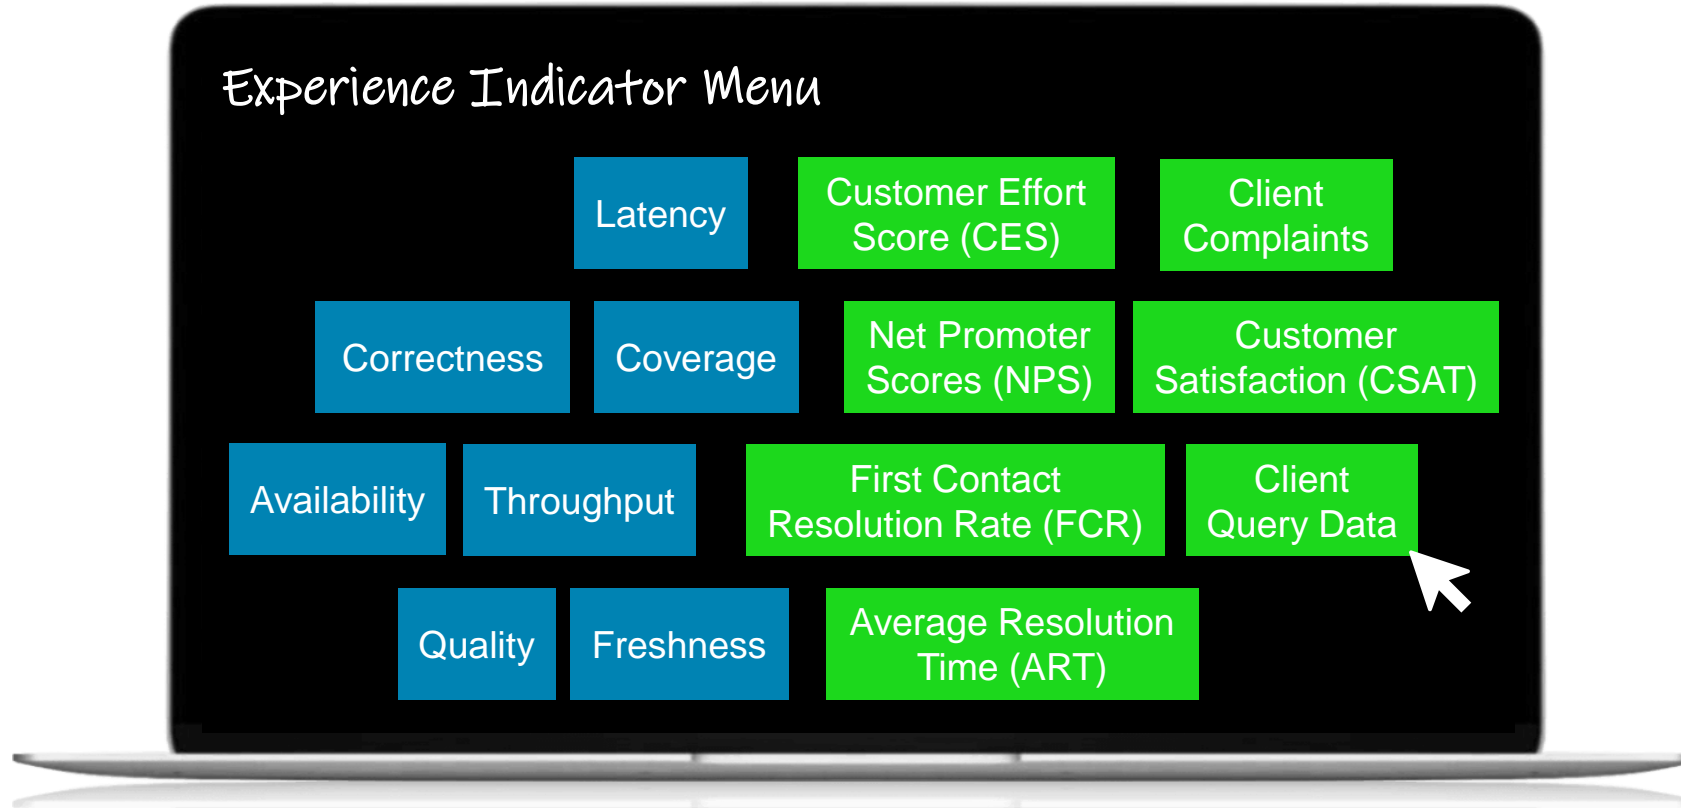 Experience Indicator Menu
Latency
Customer Effort
Score (CES)
Client
Complaints
Correctness
Coverage
Net Promoter
Scores (NPS)
Customer
Satisfaction (CSAT)
Availability
Throughput
First Contact
Resolution Rate (FCR)
Client
Query Data
Quality
Freshness
Average Resolution
Time (ART)